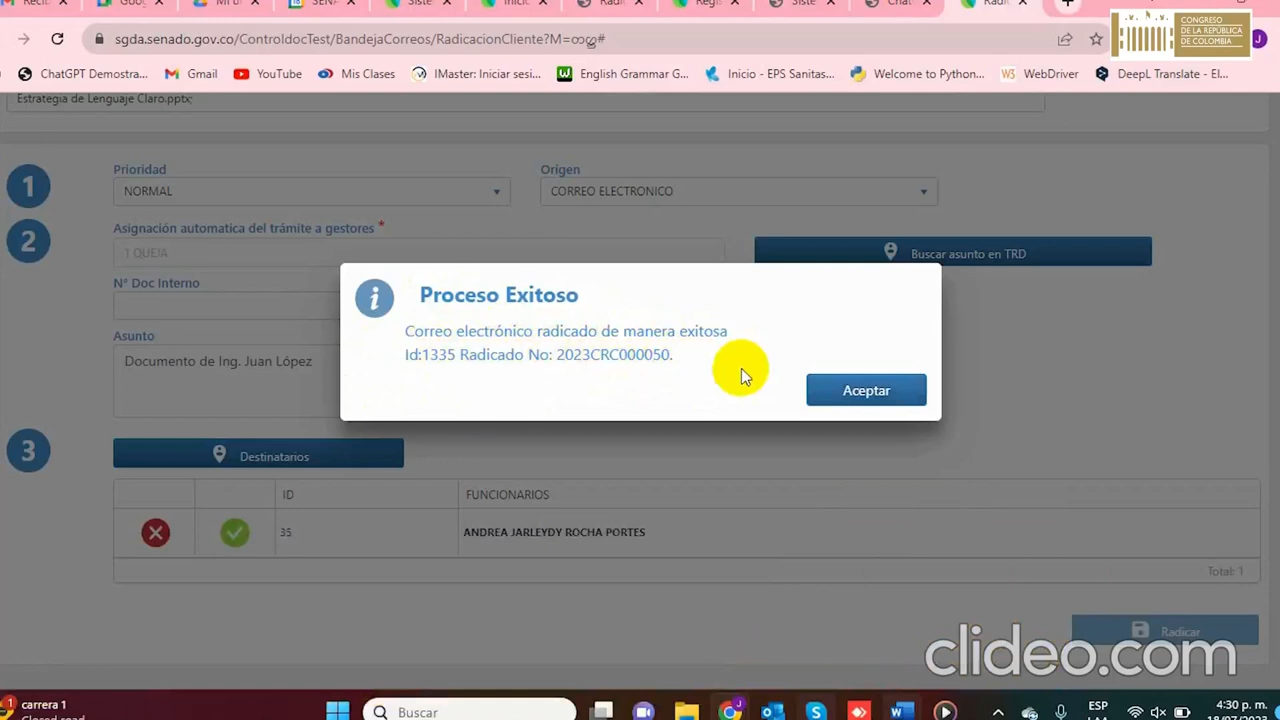 CONGRESO
DE LA REPÚBLICA
DE COLOMBIA
sgda.senado.gov.co/ControldocTest/BandejaCorreo/
J
ChatGPT Demostra...
Gmail
YouTube
Mis Clases
IMaster: Iniciar sesi...
English Grammar G...
Inicio - EPS Sanitas...
Welcome to Python...
WebDriver
DeepL Translate - El...
Estrategia de Lenguaje Claro.pptx;
1
Prioridad
Origen
NORMAL
CORREO ELECTRONICO
2
Asignación automatica del trámite a gestores *
1 QUEJA
Buscar asunto en TRD
N° Doc Interno
Proceso Exitoso
Correo electrónico radicado de manera exitosa
Id:1335 Radicado No: 2023CRC000050.
Aceptar
Asunto
Documento de Ing. Juan López
3
Destinatarios
ID
FUNCIONARIOS
35
ANDREA JARLEYDY ROCHA PORTES
Total: 1
Radicar
clideo.com
carrera 1
Closed road
Buscar
ESP
4:30 p. m.